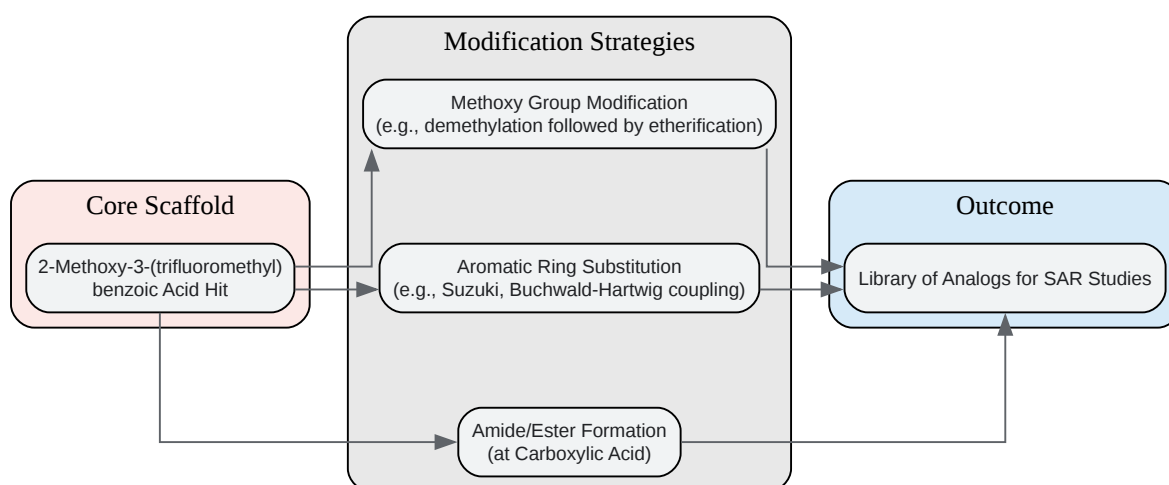 Modification Strategies
Methoxy Group Modification
(e.g., demethylation followed by etherification)
Core Scaffold
2-Methoxy-3-(trifluoromethyl)
benzoic Acid Hit
Aromatic Ring Substitution
(e.g., Suzuki, Buchwald-Hartwig coupling)
Amide/Ester Formation
(at Carboxylic Acid)
Outcome
Library of Analogs for SAR Studies